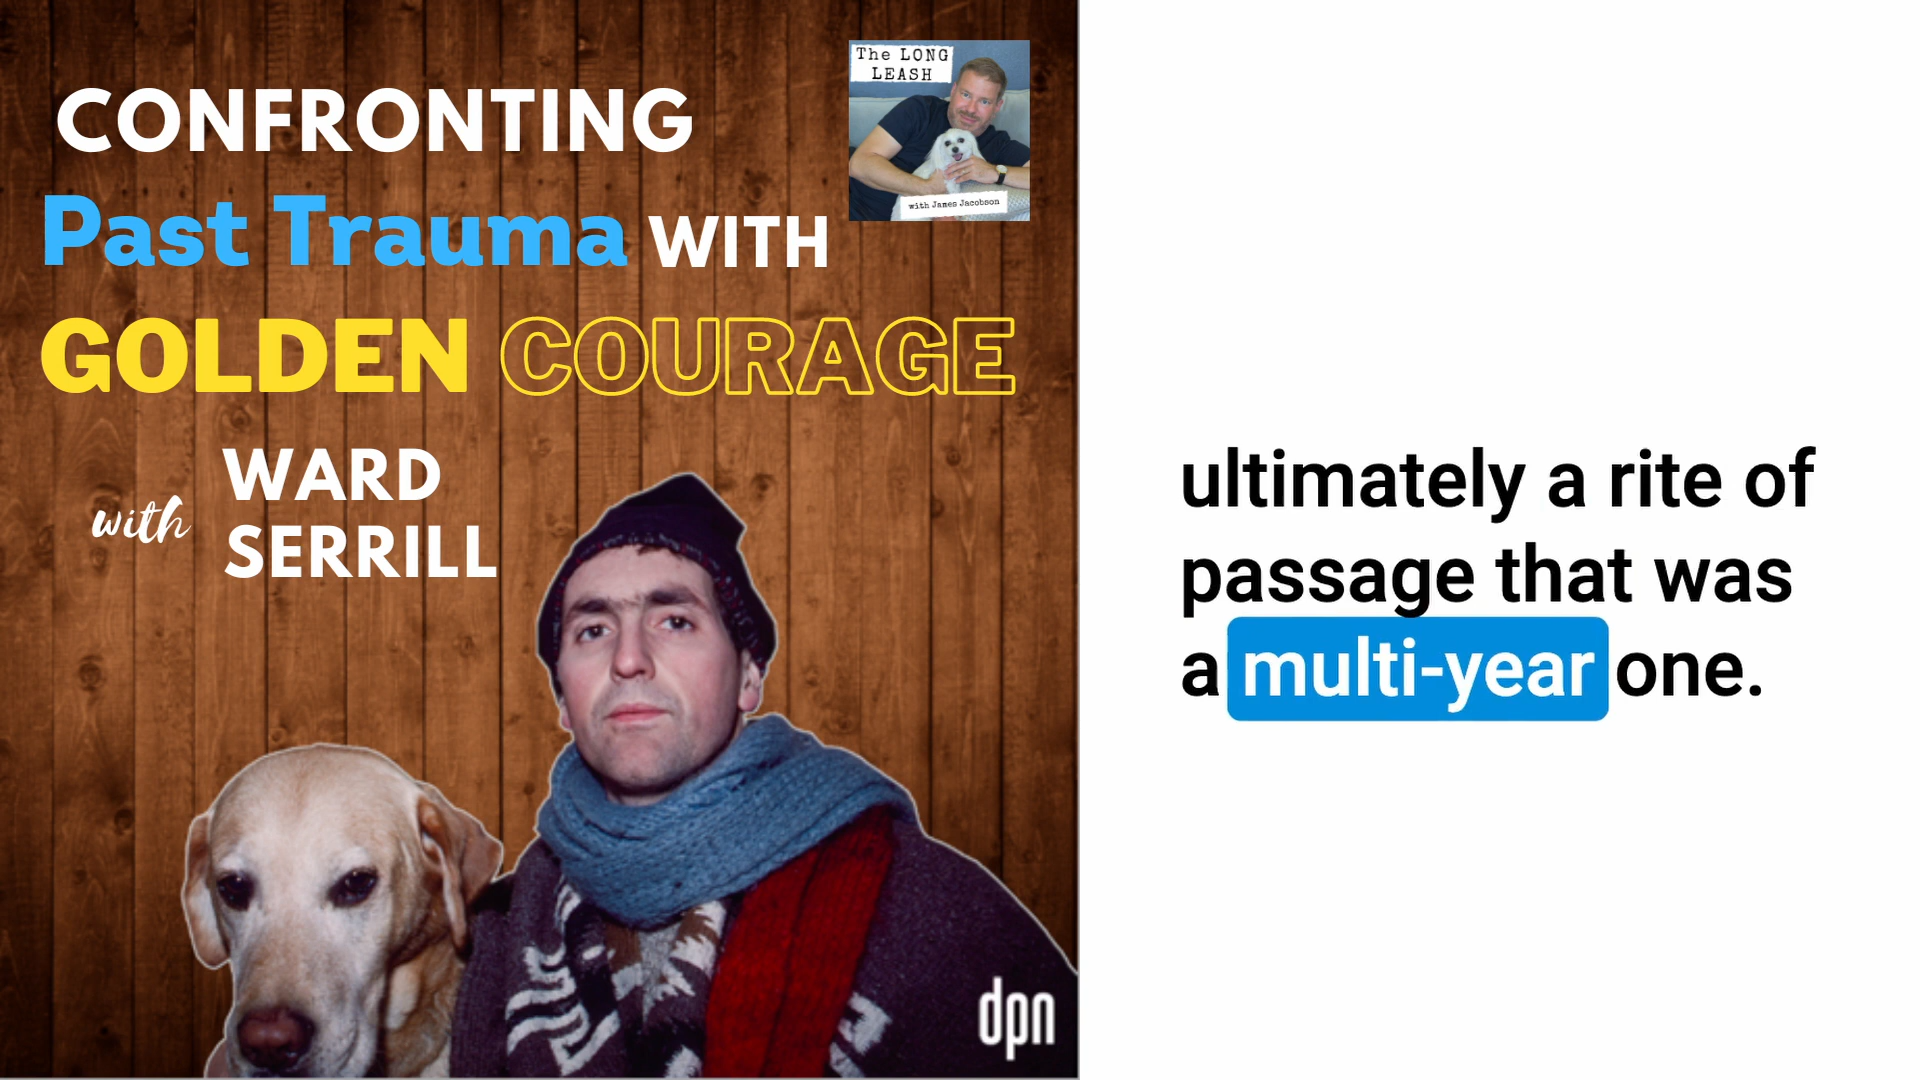 CONFRONTING
Past Trauma WITH
GOLDEN COURAGE
with WARD
SERRILL
The LONG
LEASH
with James Jacobson
dpn
ultimately a rite of
passage that was
a multi-year one.